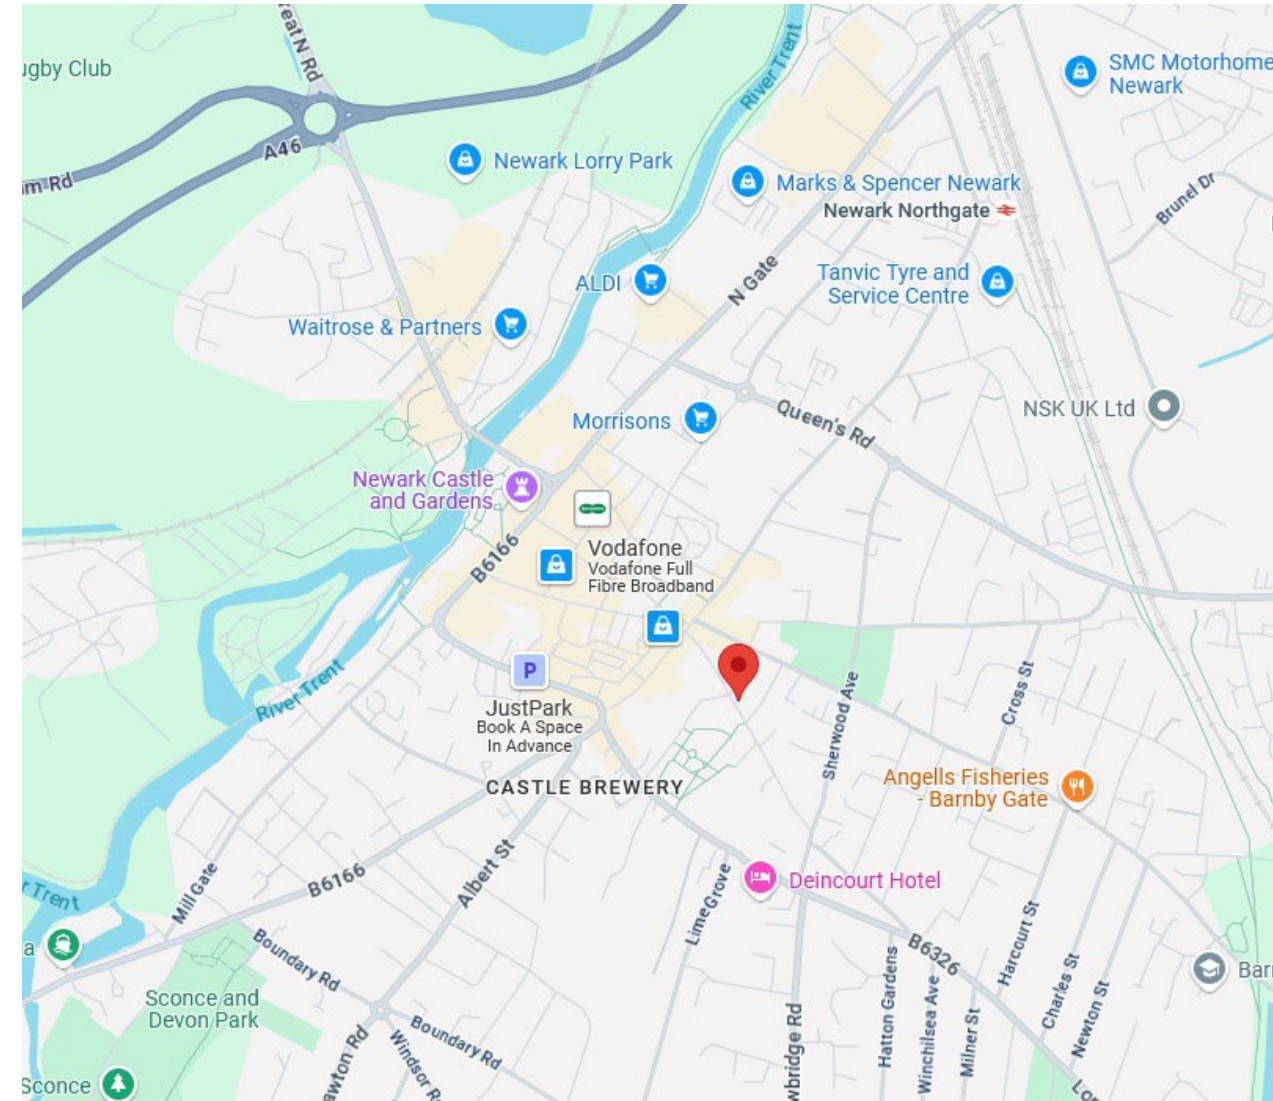 reat N Rd
ugby Club
River Trent
SMC Motorhome
Newark
A46
m Rd
Newark Lorry Park
Marks & Spencer Newark
Newark Northgate
Brunel Dr
ALDI
N Gate
Tanvic Tyre and
Service Centre
Waitrose & Partners
Morrisons
Queen's Rd
NSK UK Ltd
Newark Castle
and Gardens
B6166
Vodafone
Vodafone Full
Fibre Broadband
P
JustPark
Book A Space
In Advance
River Trent
Sherwood Ave
Cross St
CASTLE BREWERY
Angells Fisheries
- Barnby Gate
Mill Gate
B6166
Albert St
Lime Grove
Deincourt Hotel
r Trent
a
Boundary Rd
Sconce and
Devon Park
B6326
Harcourt St
Charles St
Newton St
Bar
Hatton Gardens
Winchilsea Ave
Milner St
wbridge Rd
Boundary Rd
Windsor R
awton Rd
Sconce
Lon